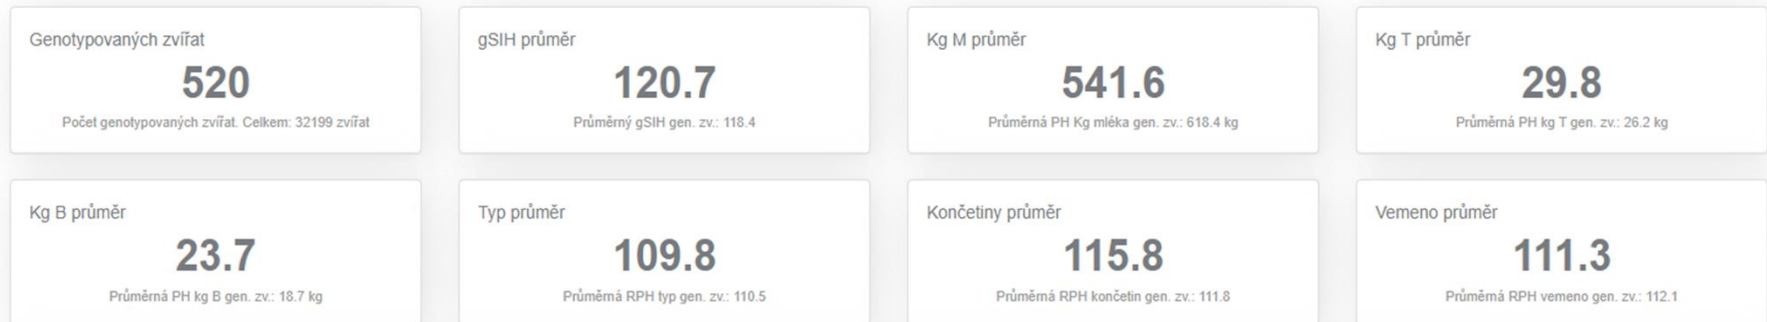 Genotypovaných zvířat
520
Počet genotypovaných zvířat. Celkem: 32199 zvířat
gSIH průměr
120.7
Průměrný gSIH gen. zv.: 118.4
Kg M průměr
541.6
Průměrná PH Kg mléka gen. zv.: 618.4 kg
Kg T průměr
29.8
Průměrná PH kg T gen. zv.: 26.2 kg
Kg B průměr
23.7
Průměrná PH kg B gen. zv.: 18.7 kg
Typ průměr
109.8
Průměrná RPH typ gen. zv.: 110.5
Končetiny průměr
115.8
Průměrná RPH končetin gen. zv.: 111.8
Vemeno průměr
111.3
Průměrná RPH vemeno gen. zv.: 112.1